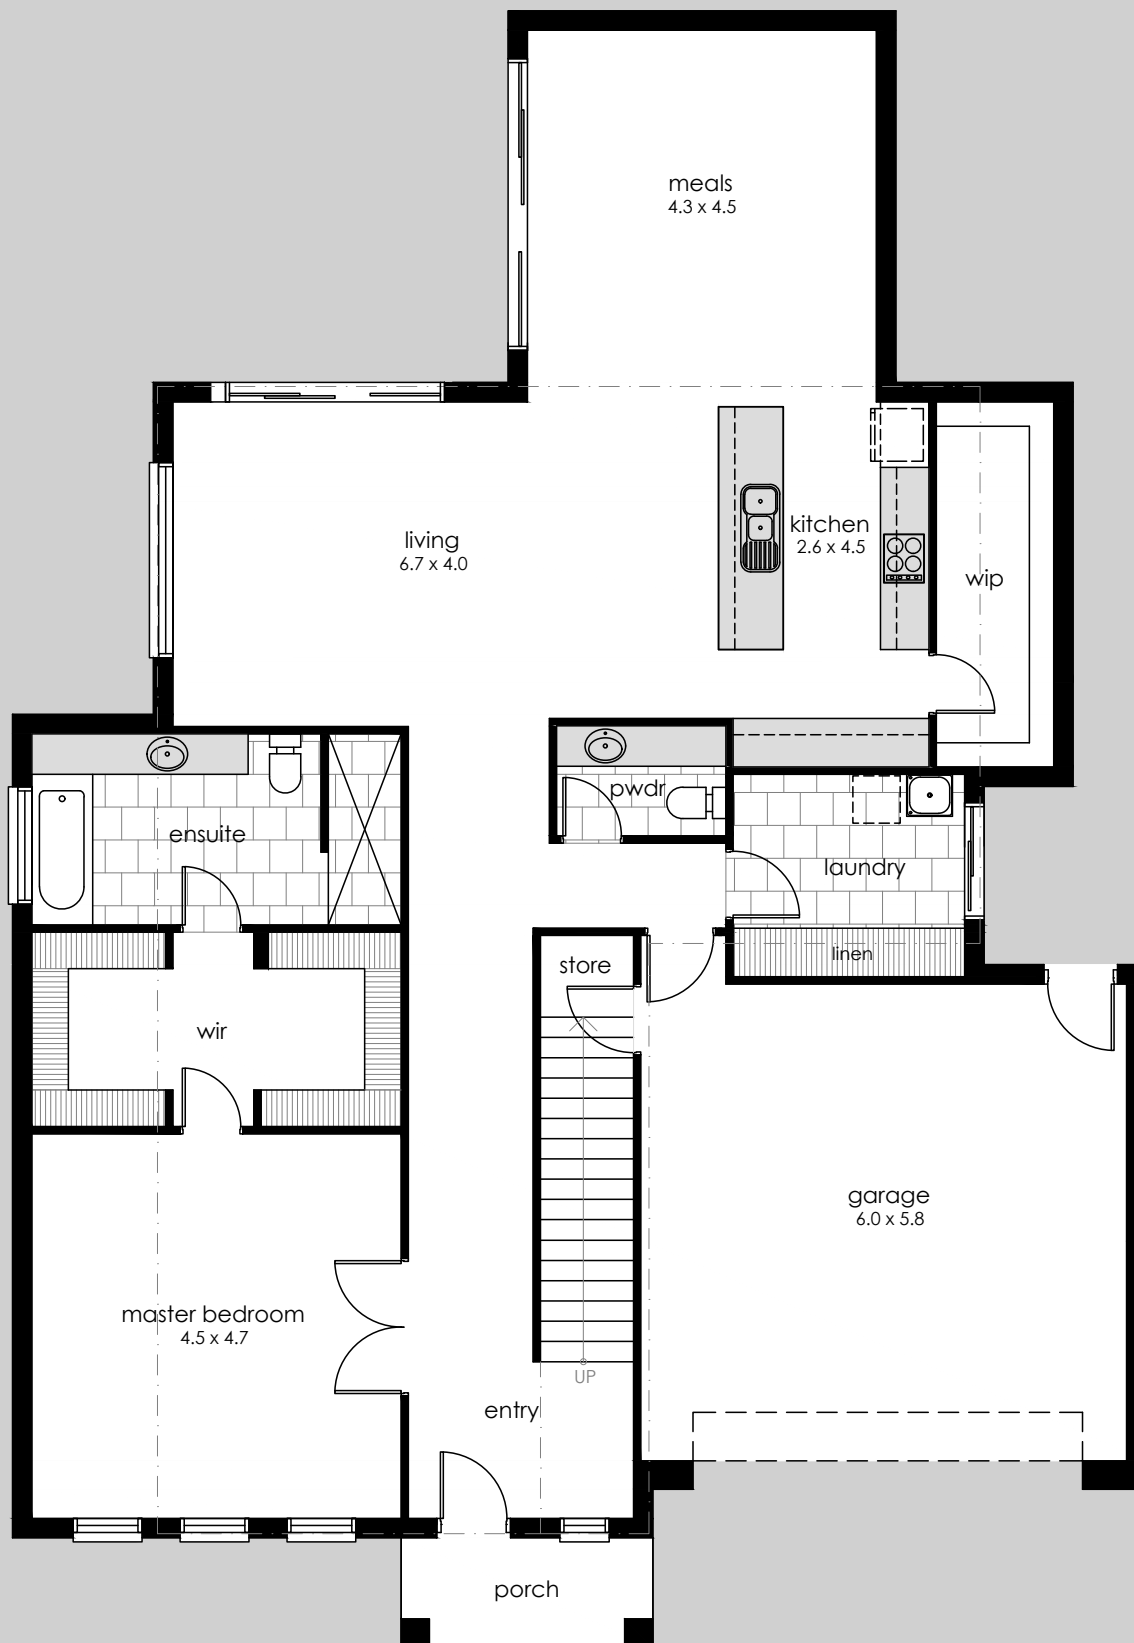 meals
4.3 x 4.5
living
6.7 x 4.0
kitchen
2.6 x 4.5
wip
pwdr
ensuite
laundry
linen
store
wir
garage
6.0 x 5.8
master bedroom
4.5 x 4.7
UP
entry
porch